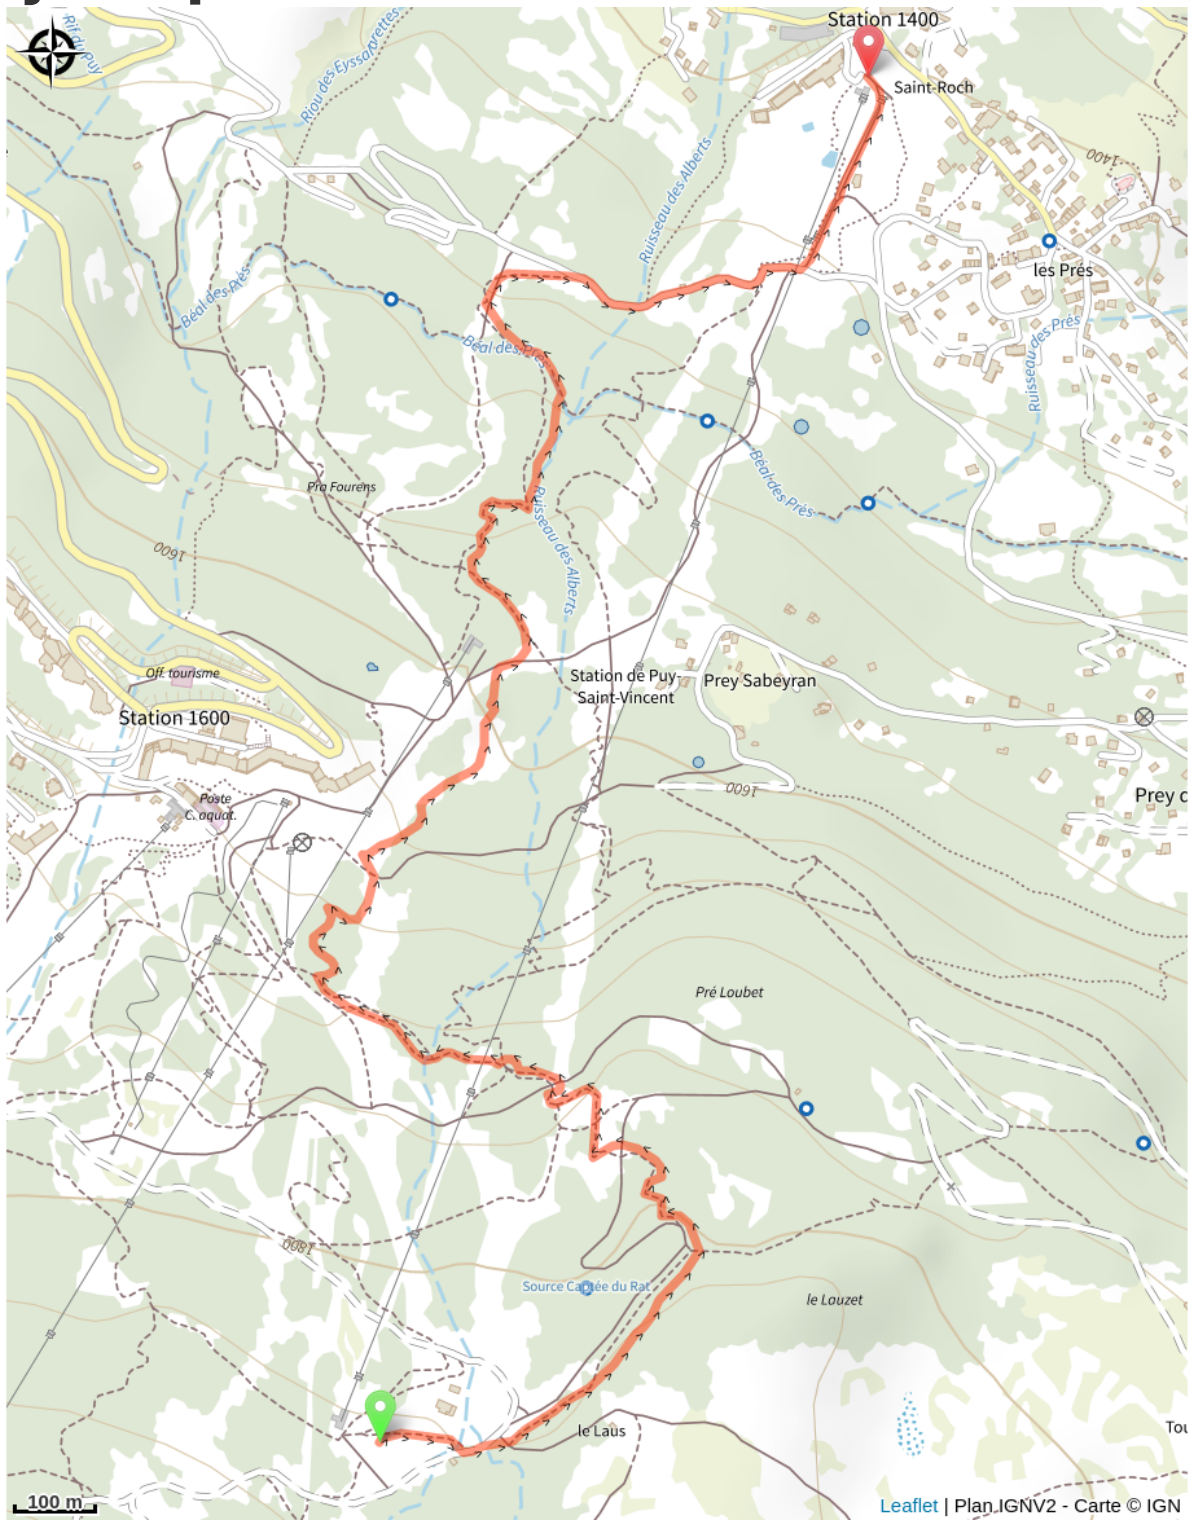 Station 1400
Rif du Puy
Riou des Eyssarettes
Saint-Roch
Ruisseau des Alberts
1400
les Prés
Béal des Prés
Béal des Prés
Ruisseau des Prés
Béal des Prés
Pra Fourens
Ruisseau des Alberts
1600
Off. tourisme
Station de Puy-
Saint-Vincent
Prey Sabeyran
Station 1600
1600
Poste
C. aquat.
Prey d
Pré Loubet
1800
Source Captée du Rat
le Lauzet
le Laus
Tou
100 m
Leaflet | Plan IGNV2 - Carte © IGN